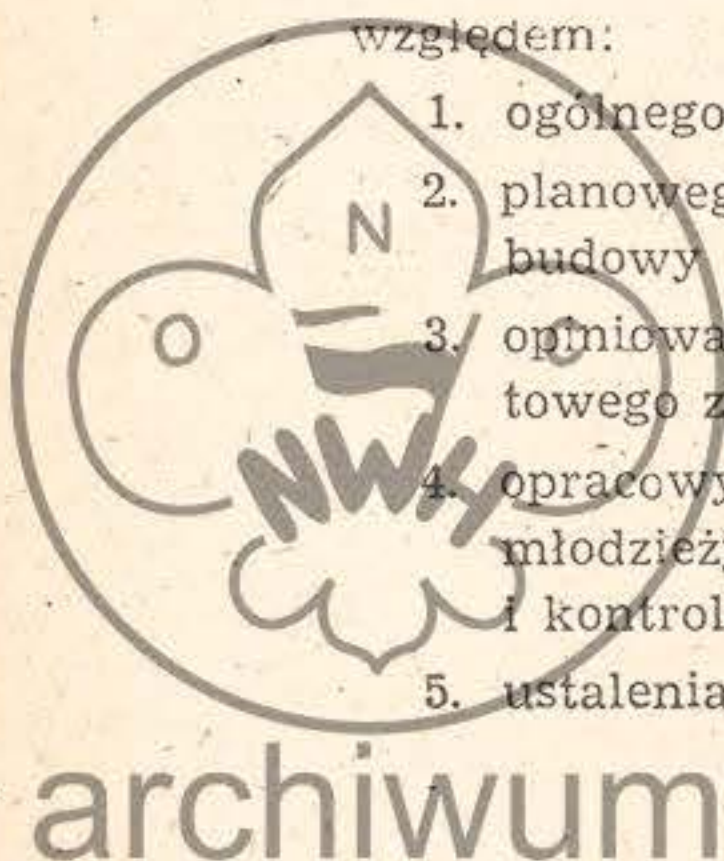 względem:
1. ogólnego
2. planoweg
budowy
3. opiniowa
towego z
4. opracowy
młodzież
i kontrol
5. ustalenia
O N O
NWH
archiwum